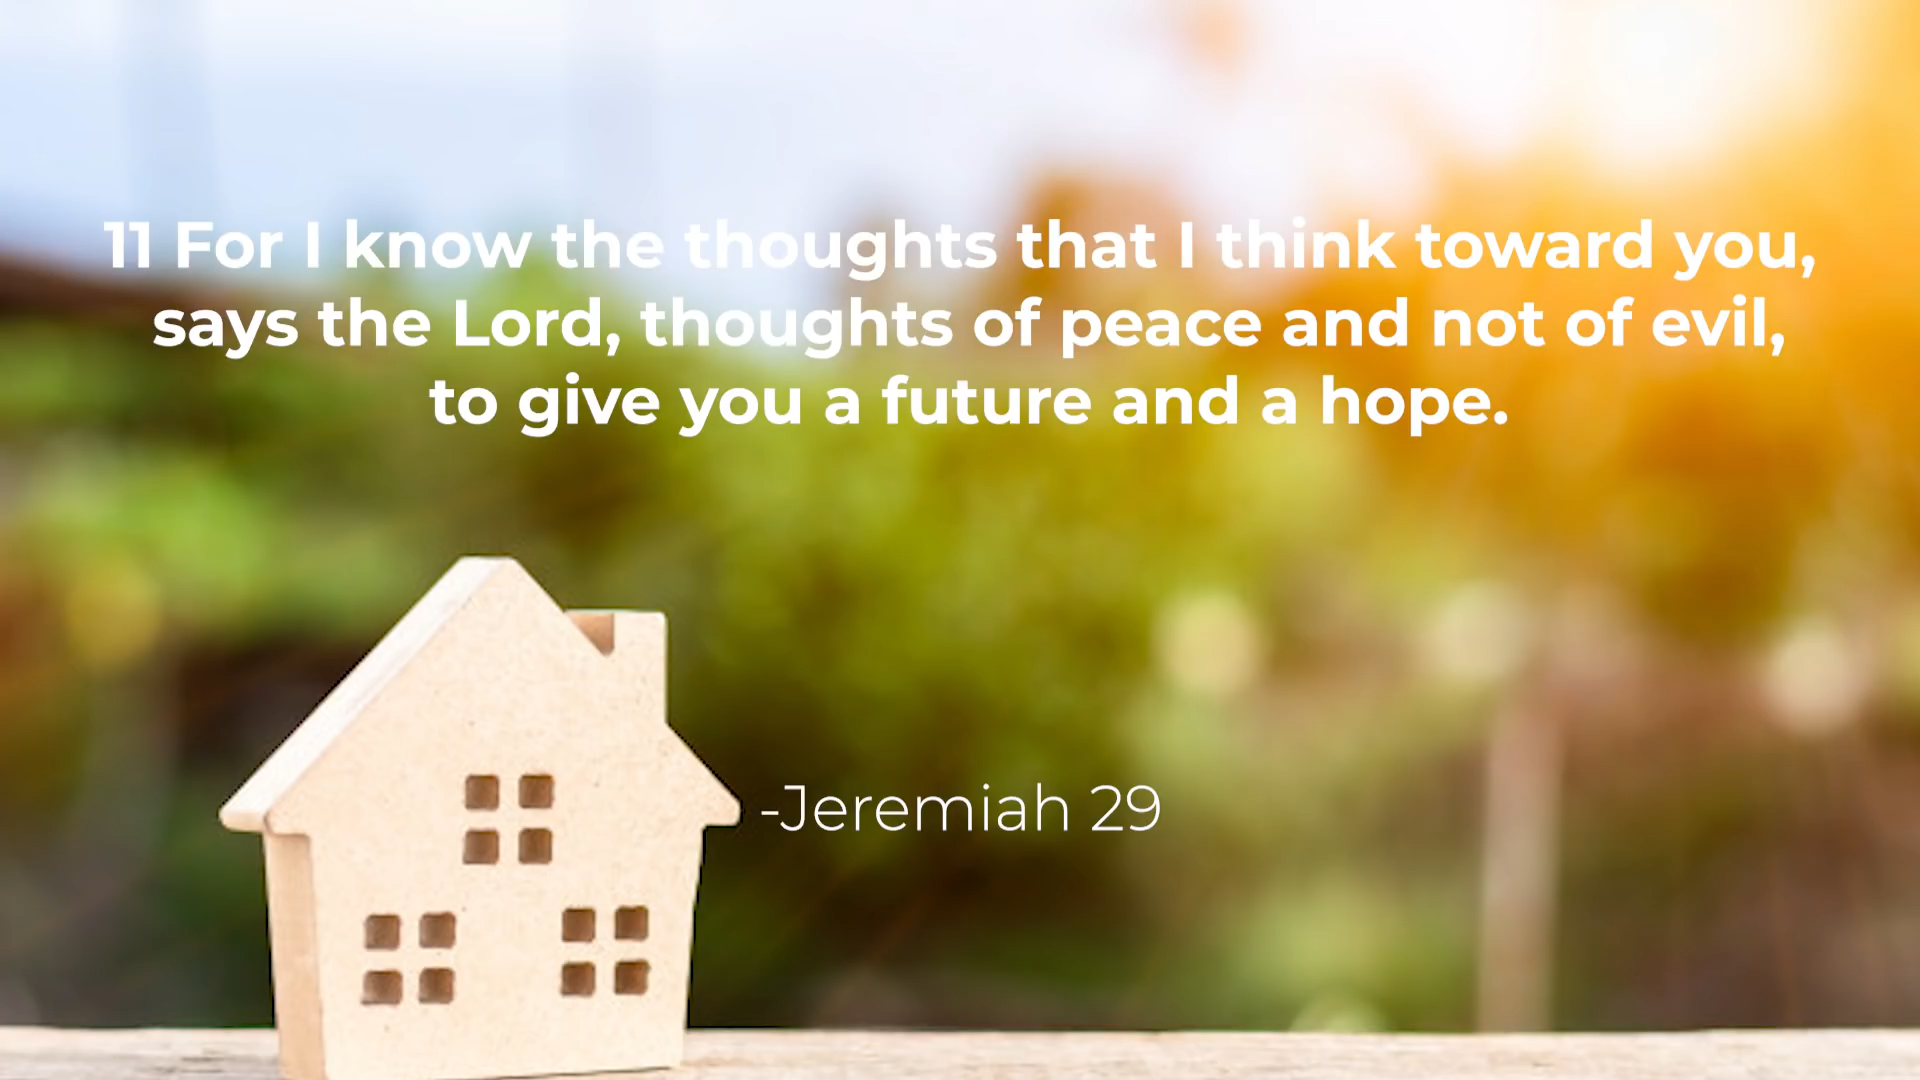 11 For I know the thoughts that I think toward you,
says the Lord, thoughts of peace and not of evil,
to give you a future and a hope.
-Jeremiah 29